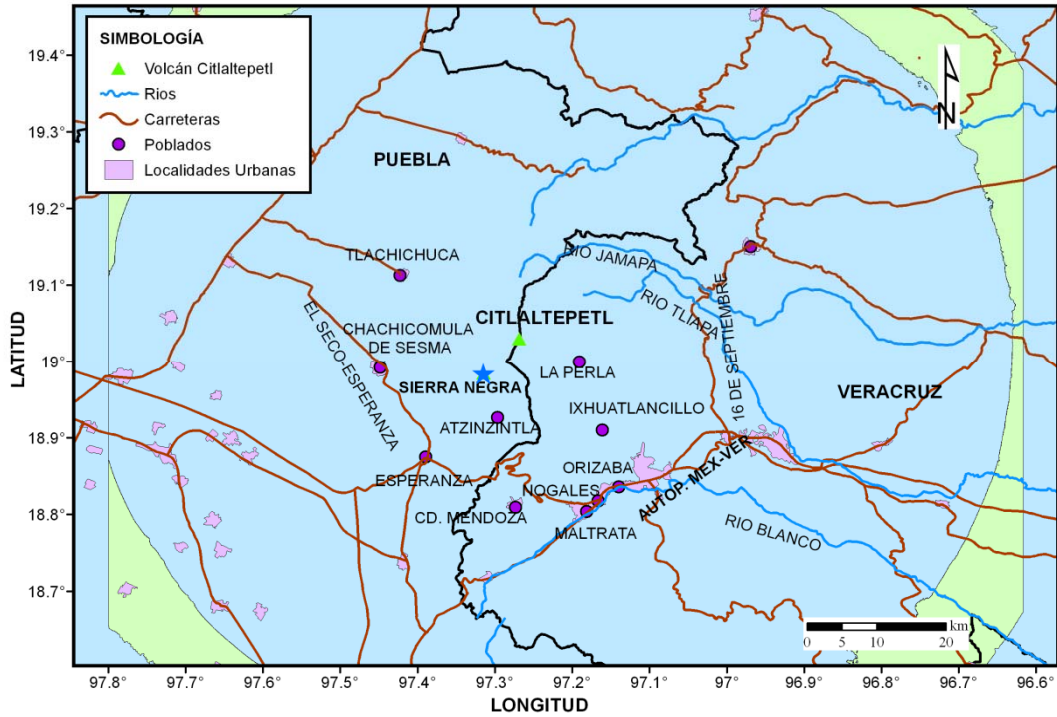 SIMBOLOGÍA
Volcán Citlaltepetl
Rios
Carreteras
Poblados
Localidades Urbanas
N
PUEBLA
TLACHICHUCA
RIO JAMAPA
RIO TLIAPA
16 DE SEPTIEMBRE
EL SECO-ESPERANZA
CHACHICOMULA
DE SESMA
CITLALTEPETL
SIERRA NEGRA
LA PERLA
VERACRUZ
IXHUATLANCILLO
ATZINZINTLA
ESPERANZA
ORIZABA
NOGALES
AUTOP. MEX-VER
CD. MENDOZA
MALTRATA
RIO BLANCO
km
0 5 10 20
LATITUD
19.4°
19.3°
19.2°
19.1°
19°
18.9°
18.8°
18.7°
97.8 97.7 97.6 97.5 97.4 97.3 97.2 97.1 97 96.9 96.8 96.7 96.6°
LONGITUD